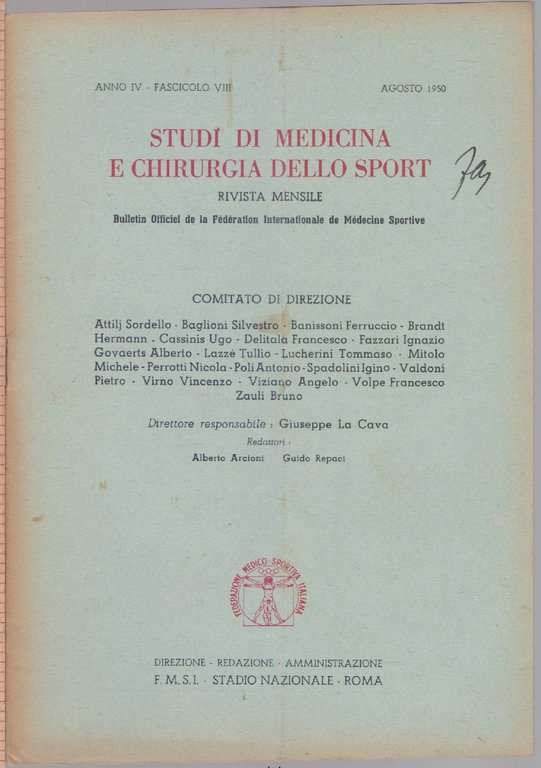 ANNO IV - FASCICOLO VIII AGOSTO 1950
STUDÎ DI MEDICINA
E CHIRURGIA DELLO SPORT
RIVISTA MENSILE
Bulletin Officiel de la Fédération Internationale de Médecine Sportive
COMITATO DI DIREZIONE
Attilj Sordello - Baglioni Silvestro - Banissoni Ferruccio - Brandt
Hermann - Cassinis Ugo - Delitala Francesco - Fazzari Ignazio
Govaerts Alberto - Lazzè Tullio - Lucherini Tommaso - Mitolo
Michele - Perrotti Nicola - Poli Antonio - Spadolini Igino - Valdoni
Pietro - Virno Vincenzo - Viziano Angelo - Volpe Francesco
Zauli Bruno
Direttore responsabile : Giuseppe La Cava
Redattori :
Alberto Arcioni Guido Repaci
FEDERAZIONE MEDICO-SPORTIVA ITALIANA
DIREZIONE - REDAZIONE - AMMINISTRAZIONE
F. M. S. I. - STADIO NAZIONALE - ROMA